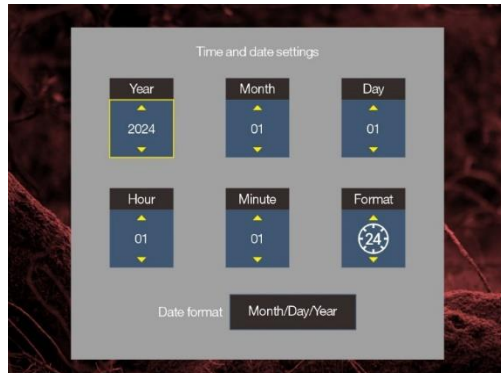 Time and date settings
Year Month Day
2024 01 01
Hour Minute Format
01 01 24
Date format Month/Day/Year